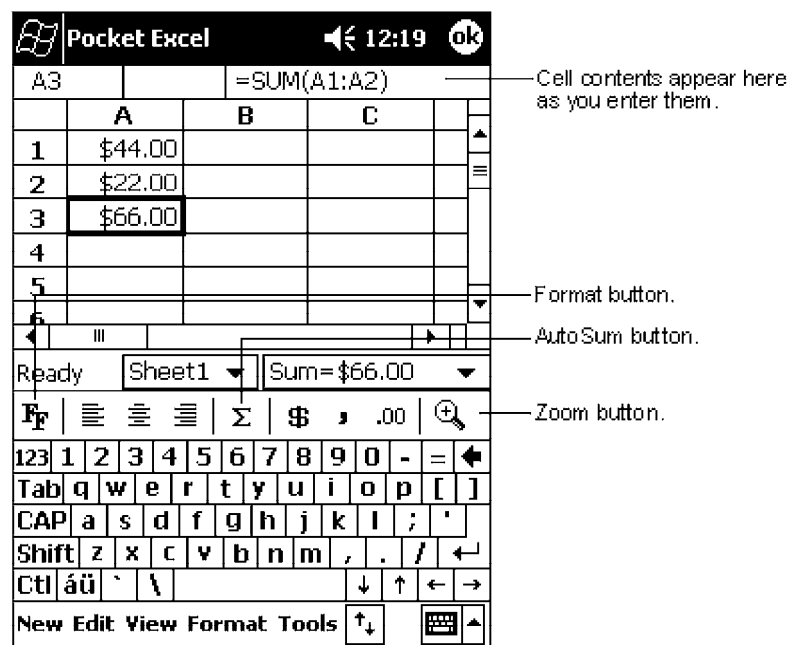 Pocket Excel 12:19 ok
A3 =SUM(A1:A2)
Cell contents appear here
as you enter them.
A B C
1 $44.00
2 $22.00
3 $66.00
4
5
6
Format button.
AutoSum button.
Ready Sheet1 Sum=$66.00
FF Σ $ , .00
Zoom button.
123 1 2 3 4 5 6 7 8 9 0 - =
Tab q w e r t y u i o p [ ]
CAP a s d f g h j k l ; '
Shift z x c v b n m , . /
Ctl áü ` \ ↓ ↑ ← →
New Edit View Format Tools